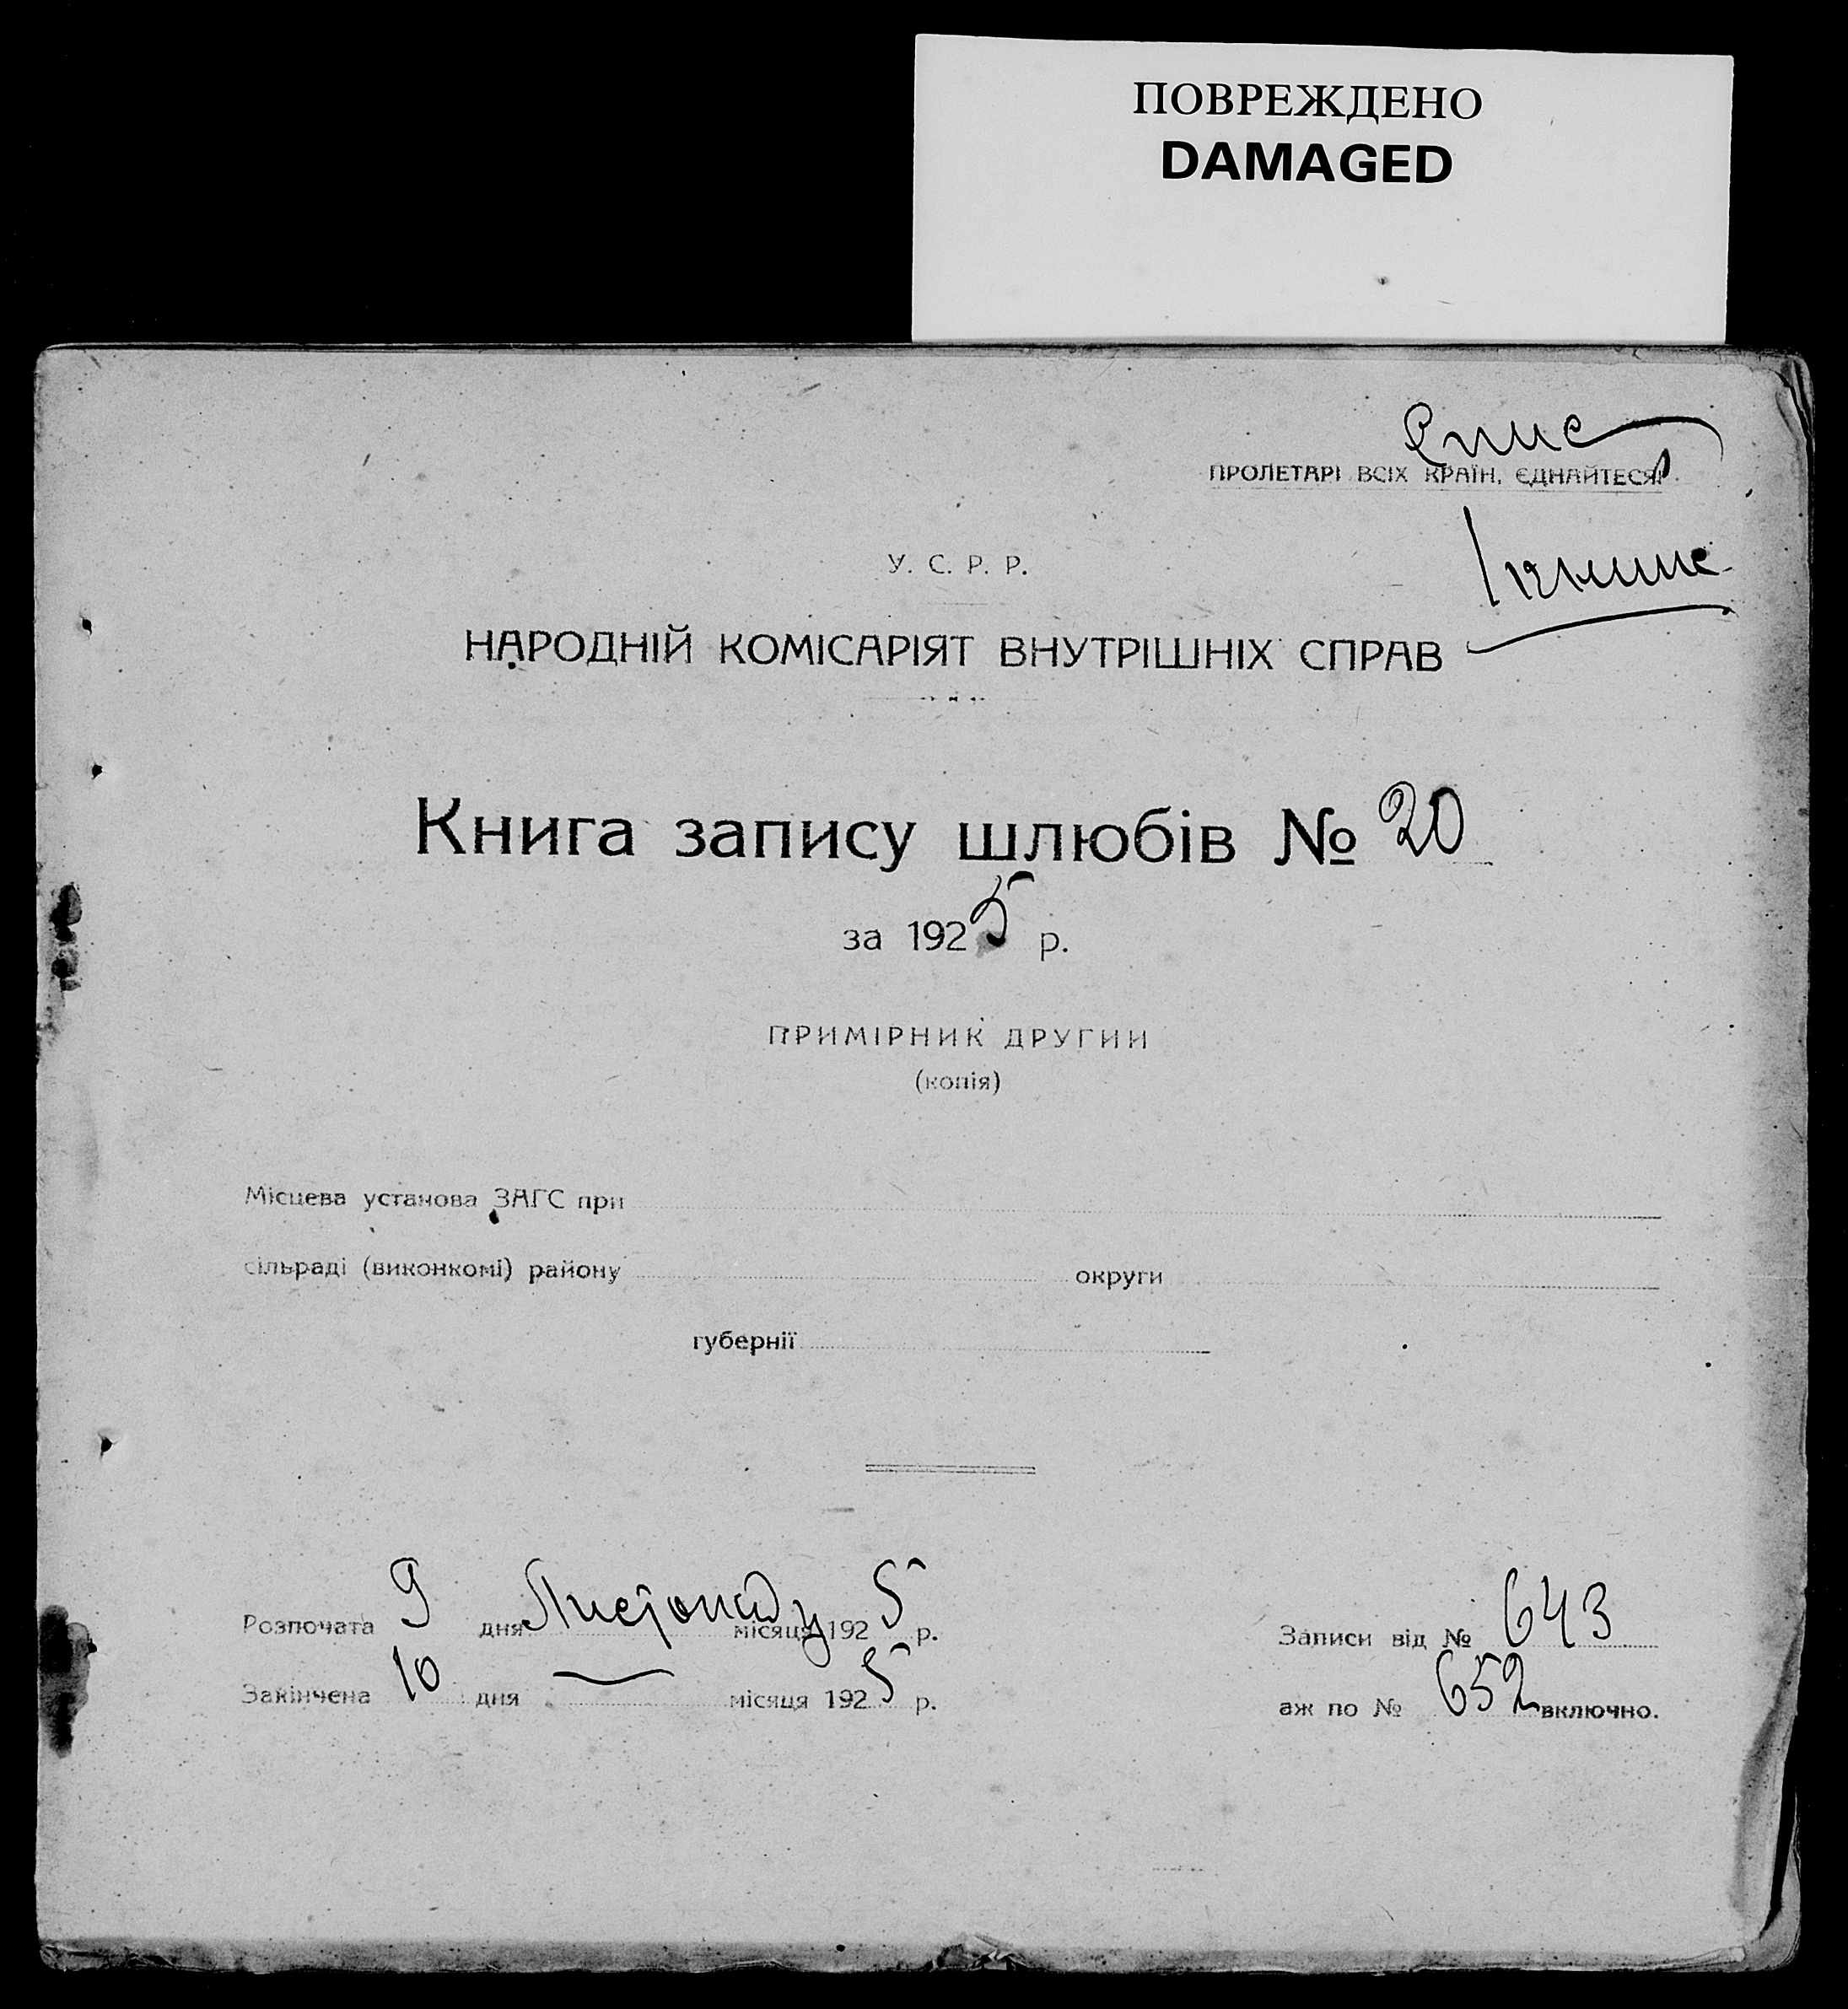 ПОВРЕЖДЕНО
DAMAGED
ПРОЛЕТАРІ ВСІХ КРАЇН, ЄДНАЙТЕСЯ!
У. С. Р. Р.
НАРОДНІЙ КОМІСАРІЯТ ВНУТРІШНІХ СПРАВ
Книга запису шлюбів № 20
за 1925 р.
ПРИМІРНИК ДРУГИЙ
(копія)
Місцева установа ЗАГС при
сільраді (виконкомі) району округи
губернії
Розпочата 9 дня Листопаду місяця 1925 р.
Закінчена 10 дня — місяця 1925 р.
Записи від № 643
аж по № 652 включно.